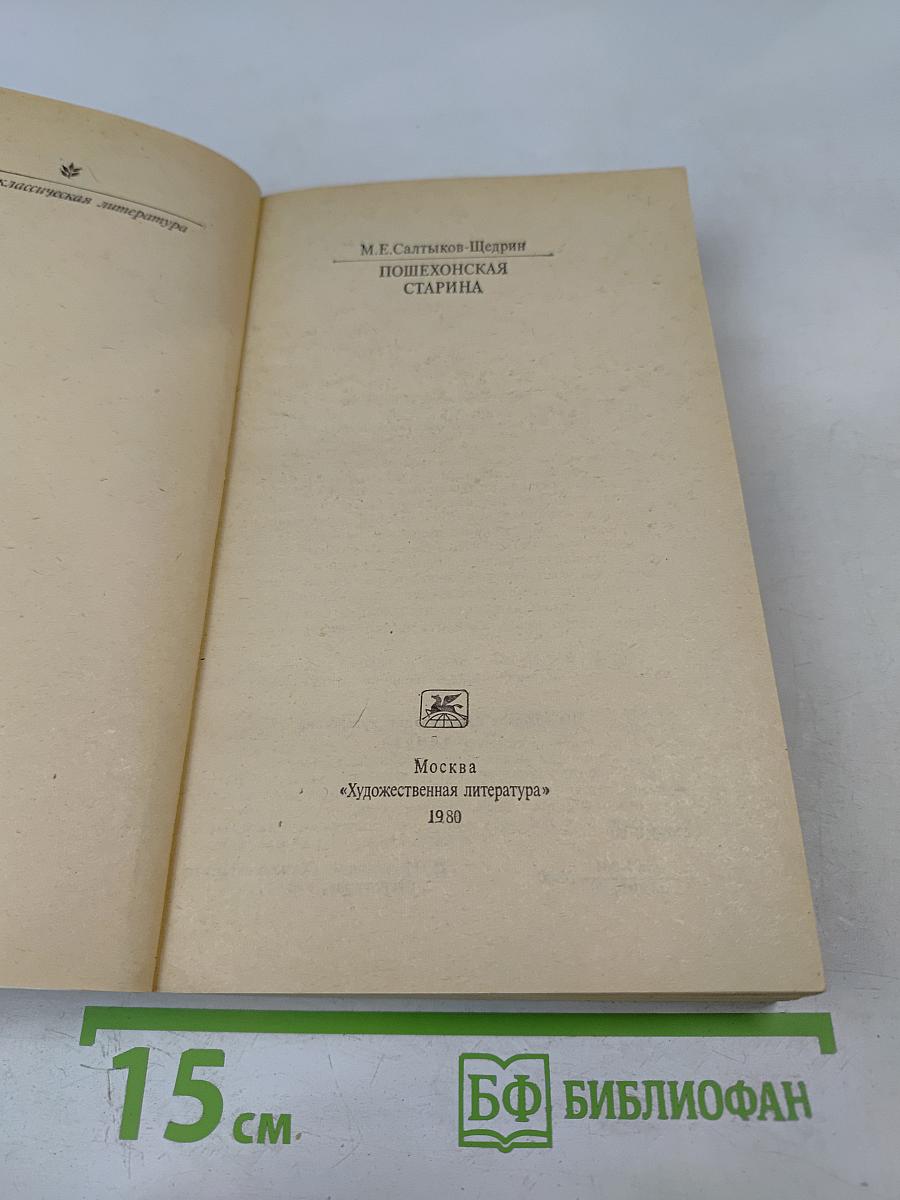 классическая литература
М.Е.Салтыков-Щедрин
ПОШЕХОНСКАЯ
СТАРИНА
Москва
«Художественная литература»
1980
15 см.
БФ БИБЛИОФАН